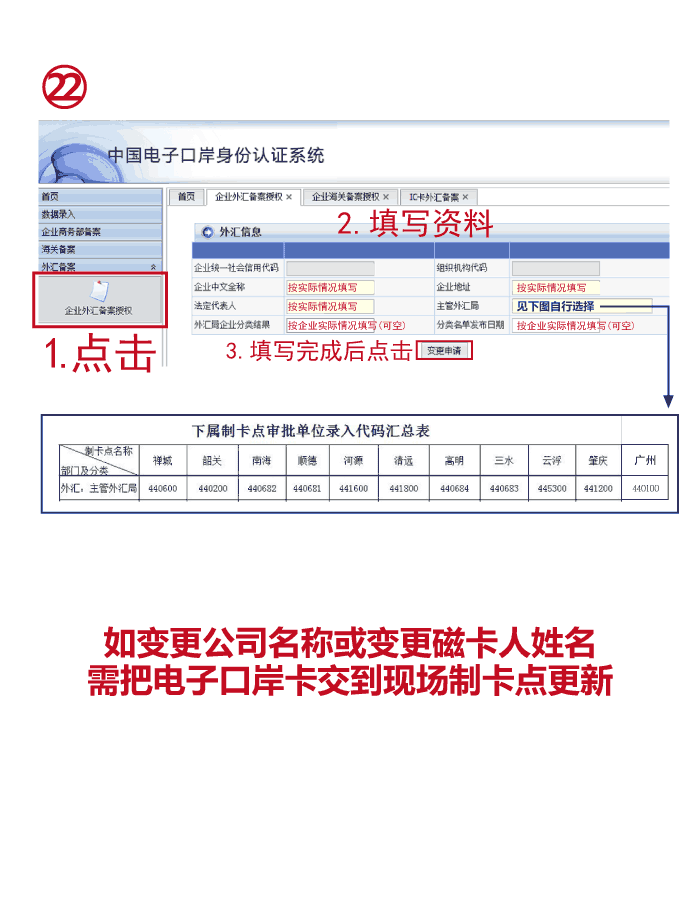 22
中国电子口岸身份认证系统
首页
数据录入
企业商务部备案
海关备案
外汇备案
企业外汇备案授权
1.点击
首页 企业外汇备案授权 × 企业海关备案授权 × IC卡外汇备案 ×
2.填写资料
外汇信息
企业统一社会信用代码 组织机构代码
企业中文全称 按实际情况填写 企业地址 按实际情况填写
法定代表人 按实际情况填写 主管外汇局 见下图自行选择
外汇局企业分类结果 按企业实际情况填写(可空) 分类名单发布日期 按企业实际情况填写(可空)
3.填写完成后点击 变更申请
下属制卡点审批单位录入代码汇总表
制卡点名称 禅城 韶关 南海 顺德 河源 清远 高明 三水 云浮 肇庆 广州
部门及分类
外汇：主管外汇局 440600 440200 440682 440681 441600 441800 440684 440683 445300 441200 440100
如变更公司名称或变更磁卡人姓名
需把电子口岸卡交到现场制卡点更新